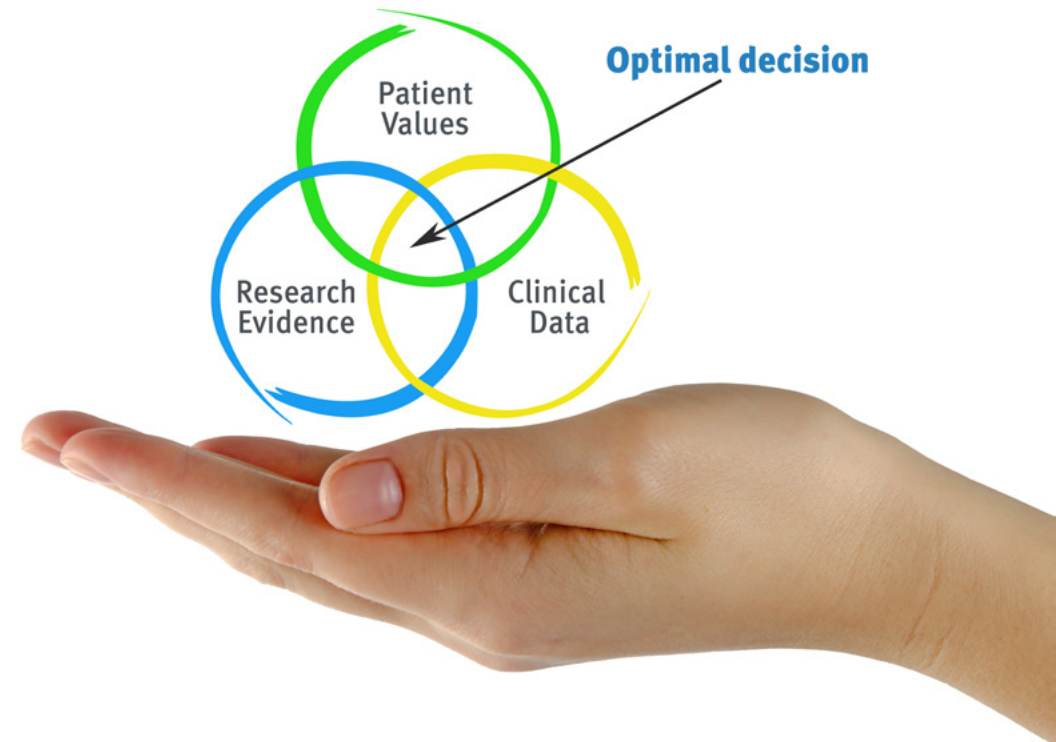 Optimal decision
Patient
Values
Research
Evidence
Clinical
Data